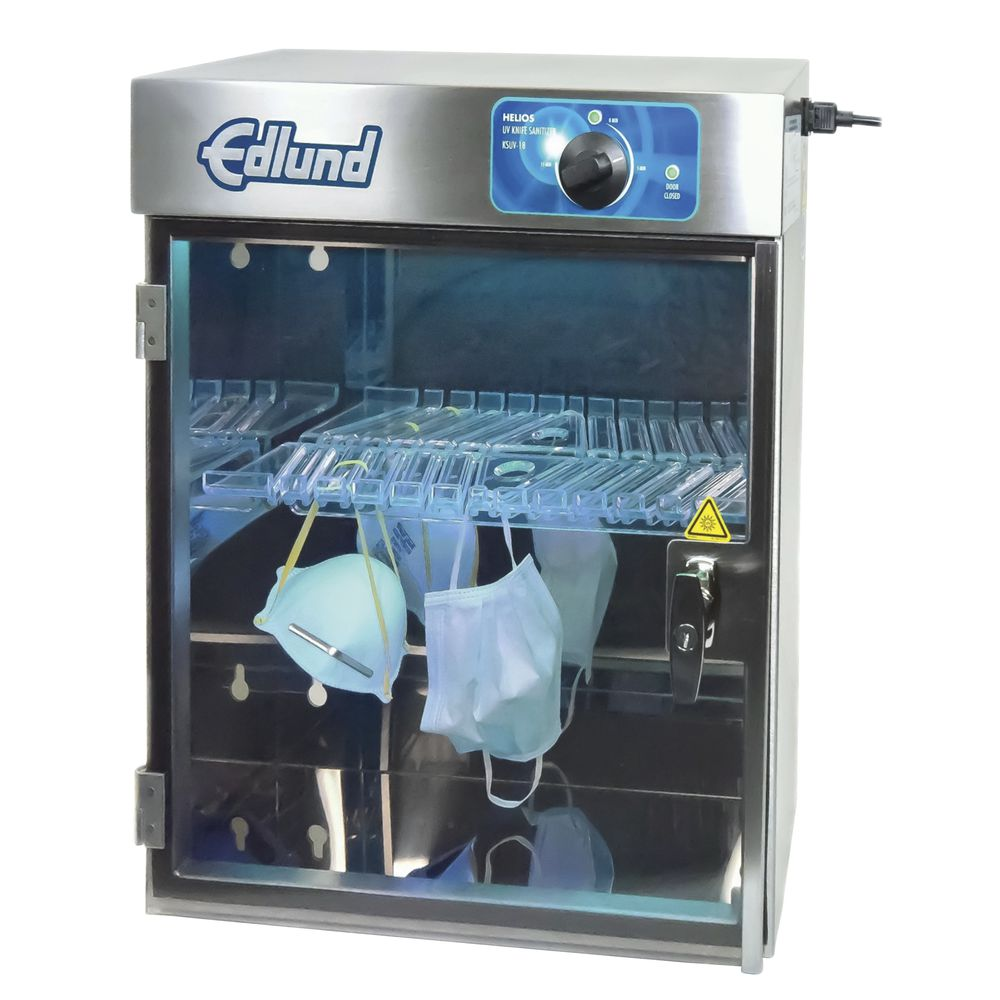 Edlund
HELIOS
UV KNIFE SANITIZER
KSUV-18
DOOR
CLOSED